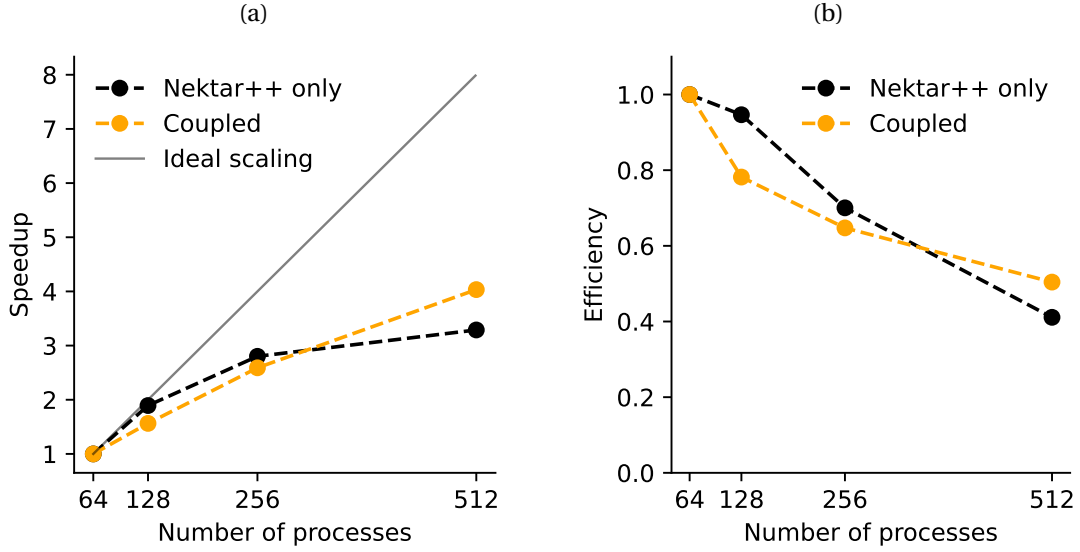 (a)
8
7
6
5
4
3
2
1
Speedup
Nektar++ only
Coupled
Ideal scaling
64 128 256 512
Number of processes
(b)
1.0
0.8
0.6
0.4
0.2
0.0
Efficiency
Nektar++ only
Coupled
64 128 256 512
Number of processes